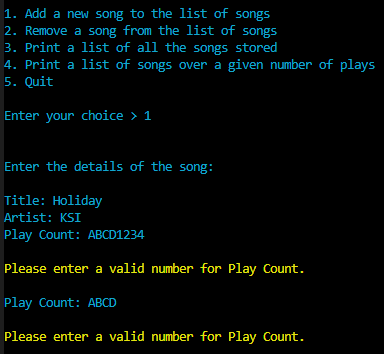 1. Add a new song to the list of songs
2. Remove a song from the list of songs
3. Print a list of all the songs stored
4. Print a list of songs over a given number of plays
5. Quit
Enter your choice > 1
Enter the details of the song:
Title: Holiday
Artist: KSI
Play Count: ABCD1234
Please enter a valid number for Play Count.
Play Count: ABCD
Please enter a valid number for Play Count.